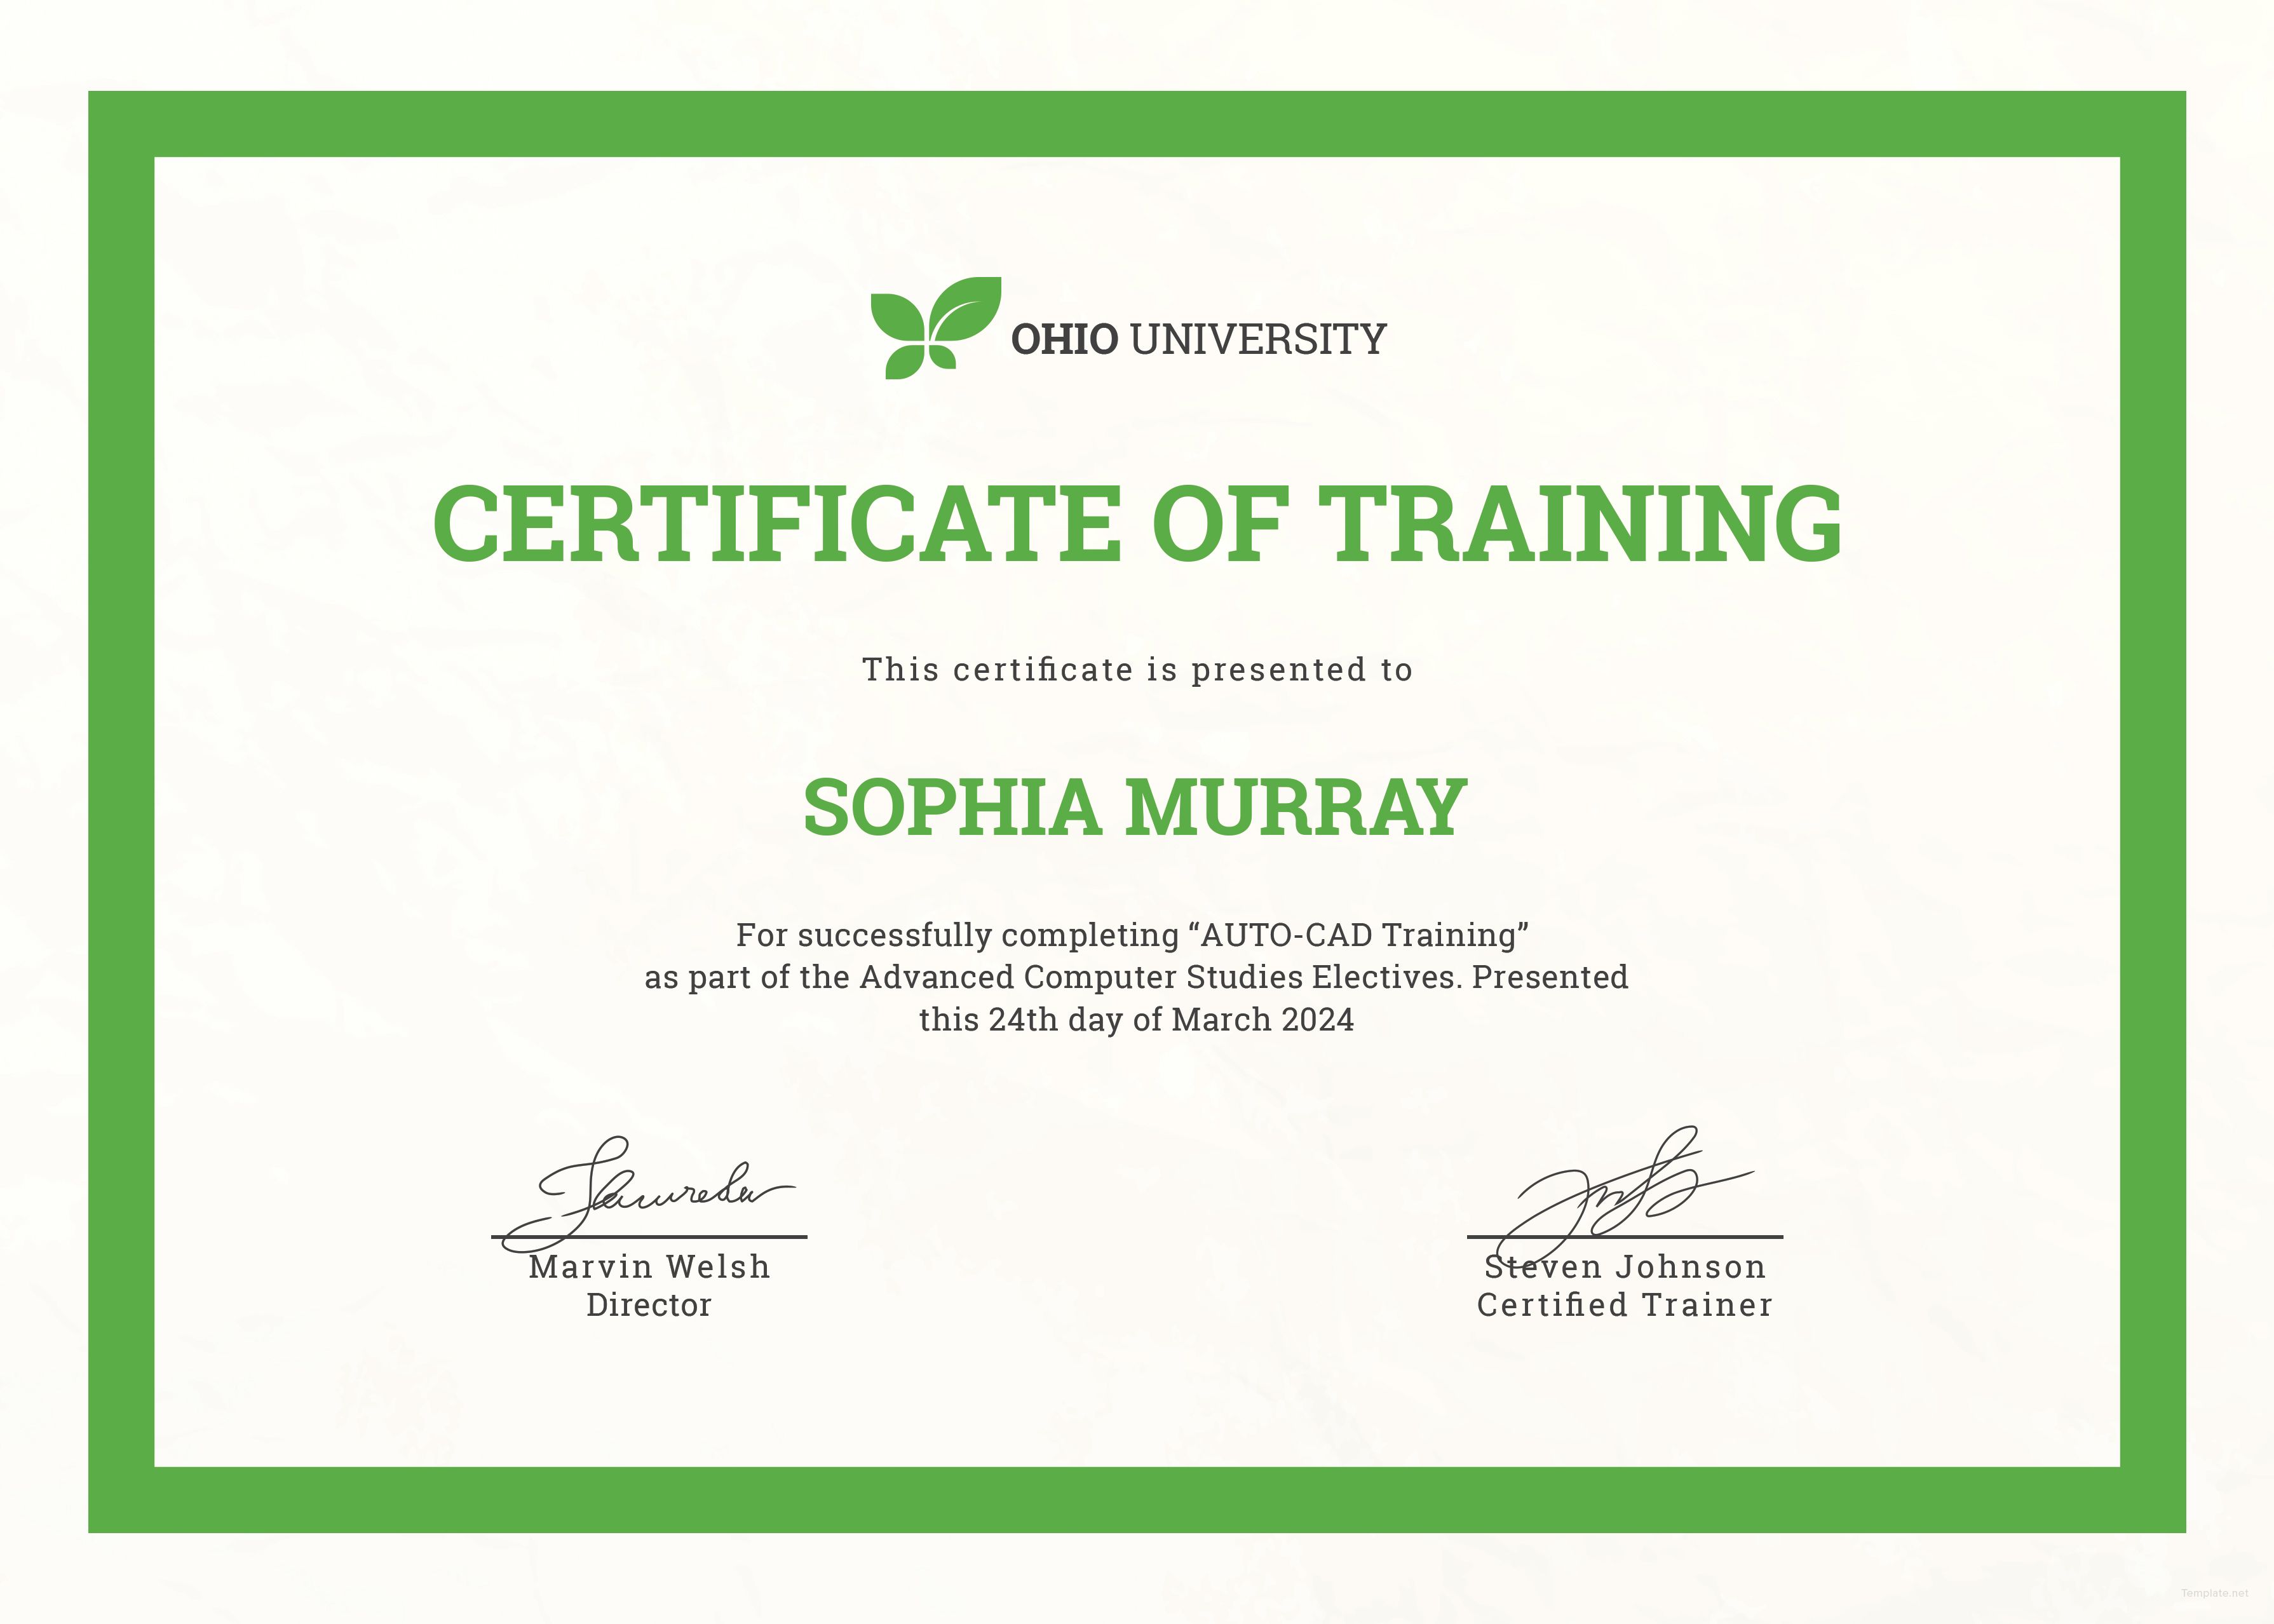 OHIO UNIVERSITY
CERTIFICATE OF TRAINING
This certificate is presented to
SOPHIA MURRAY
For successfully completing “AUTO-CAD Training”
as part of the Advanced Computer Studies Electives. Presented
this 24th day of March 2024
Marvin Welsh
Director
Steven Johnson
Certified Trainer
Template.net